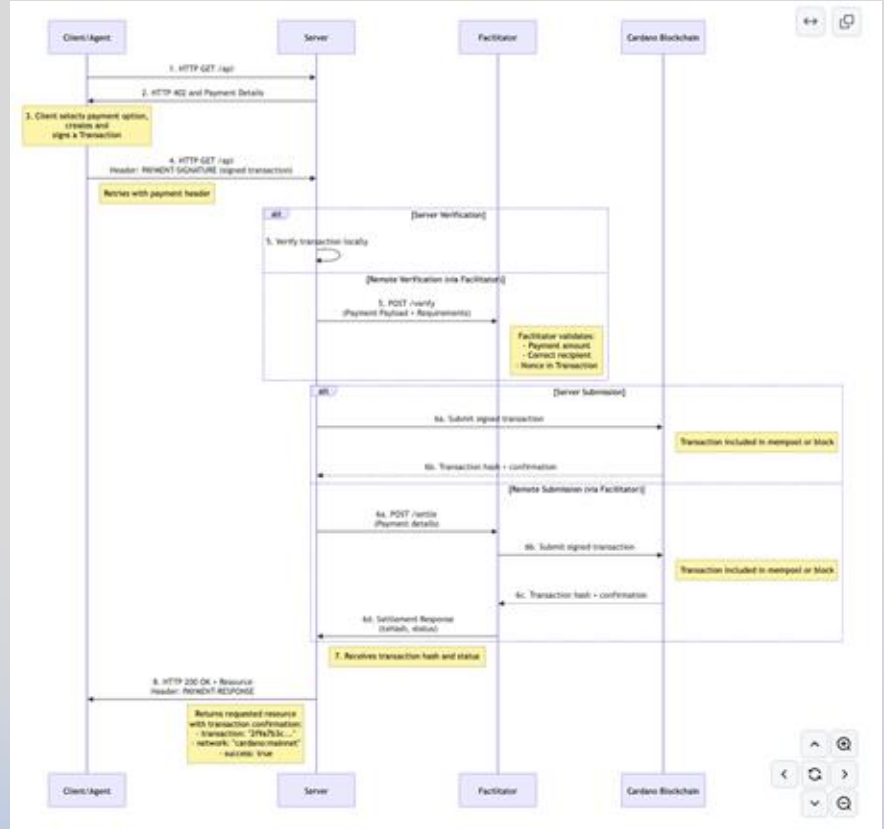 Client/Agent
Server
Facilitator
Cardano Blockchain
1. HTTP GET /api
2. HTTP 402 and Payment Details
3. Client selects payment option,
creates and
signs a Transaction
4. HTTP GET /api
Header: PAYMENT-SIGNATURE (signed transaction)
Retries with payment header
alt
[Server Verification]
5. Verify transaction locally
[Remote Verification (via Facilitator)]
5. POST /verify
(Payment Payload + Requirements)
Facilitator validates:
- Payment amount
- Correct recipient
- Nonce in Transaction
alt
[Server Submission]
6a. Submit signed transaction
Transaction included in mempool or block
6b. Transaction hash + confirmation
[Remote Submission (via Facilitator)]
6a. POST /settle
(Payment details)
6b. Submit signed transaction
Transaction included in mempool or block
6c. Transaction hash + confirmation
6d. Settlement Response
(txHash, status)
7. Receives transaction hash and status
8. HTTP 200 OK + Resource
Header: PAYMENT-RESPONSE
Returns requested resource
with transaction confirmation:
- transaction: "2f9a7b3c..."
- network: "cardano:mainnet"
- success: true
Client/Agent
Server
Facilitator
Cardano Blockchain